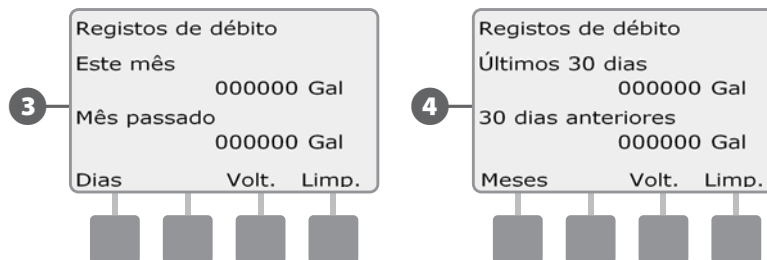 3
Registos de débito
Este mês
000000 Gal
Mês passado
000000 Gal
Dias Volt. Limp.
4
Registos de débito
Últimos 30 dias
000000 Gal
30 dias anteriores
000000 Gal
Meses Volt. Limp.